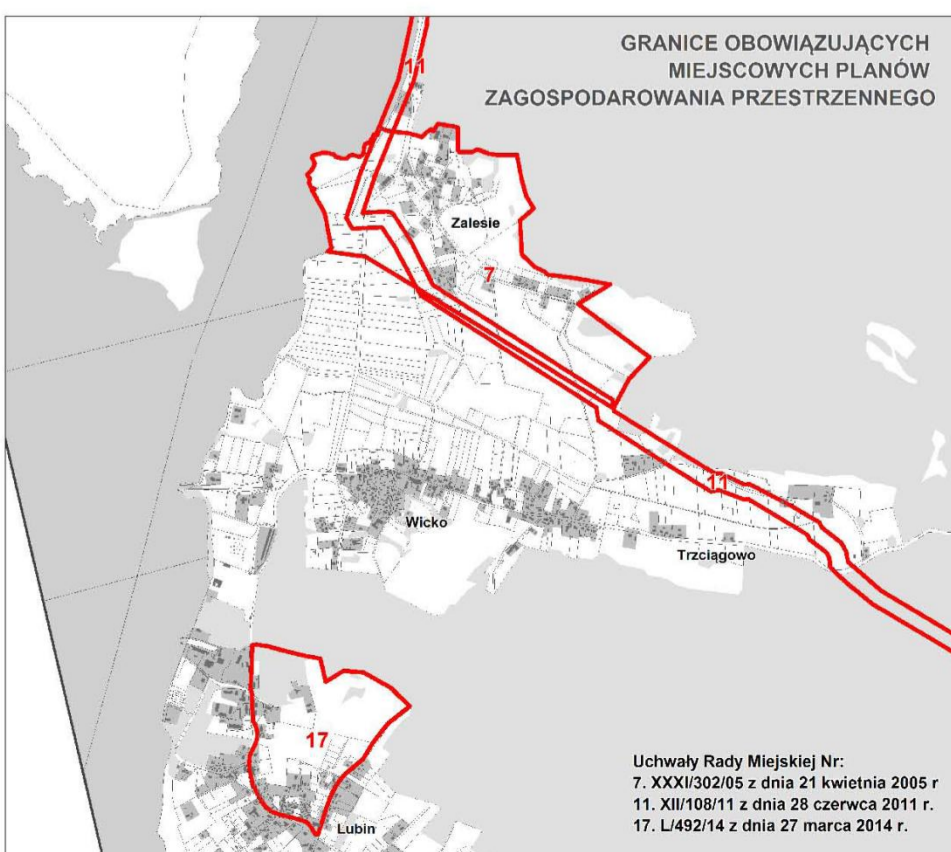 GRANICE OBOWIĄZUJĄCYCH
MIEJSCOWYCH PLANÓW
ZAGOSPODAROWANIA PRZESTRZENNEGO
11
Zalesie
7
11
Wicko
Trzciągowo
17
Lubin
Uchwały Rady Miejskiej Nr:
7. XXXI/302/05 z dnia 21 kwietnia 2005 r
11. XII/108/11 z dnia 28 czerwca 2011 r.
17. L/492/14 z dnia 27 marca 2014 r.